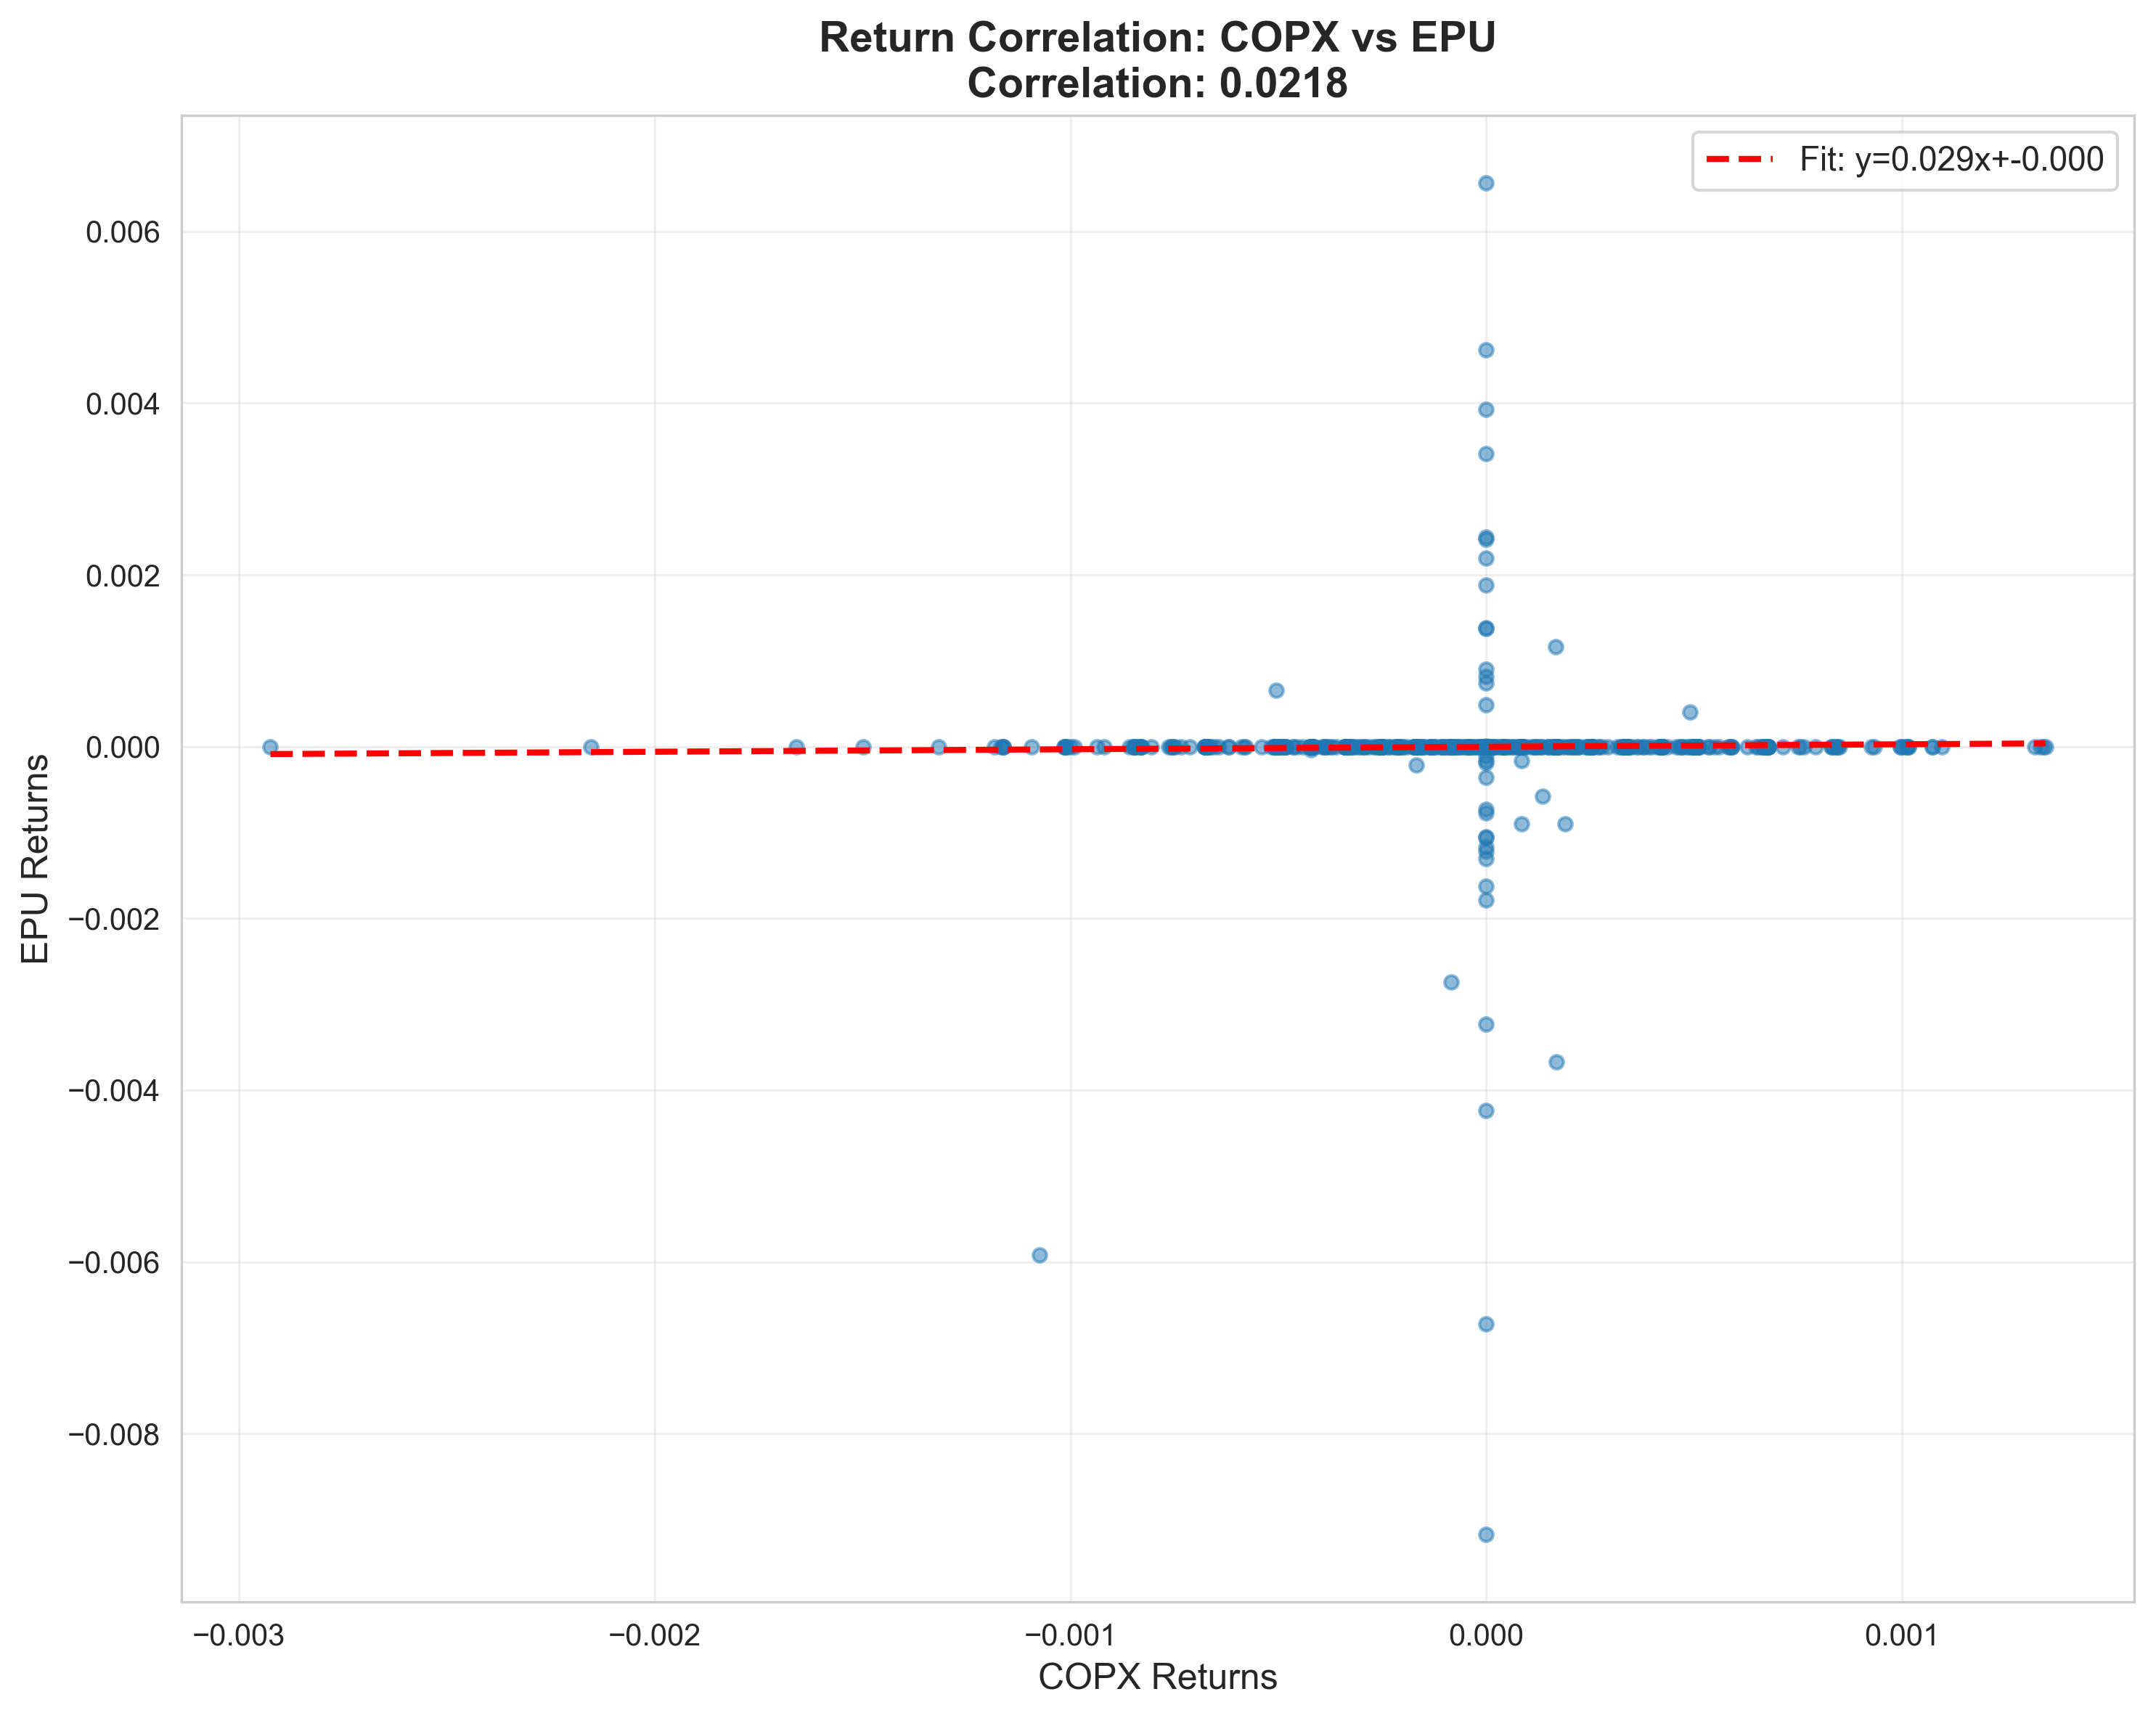 Return Correlation: COPX vs EPU
Correlation: 0.0218
Fit: y=0.029x+-0.000
0.006
0.004
0.002
0.000
−0.002
−0.004
−0.006
−0.008
EPU Returns
−0.003
−0.002
−0.001
0.000
0.001
COPX Returns